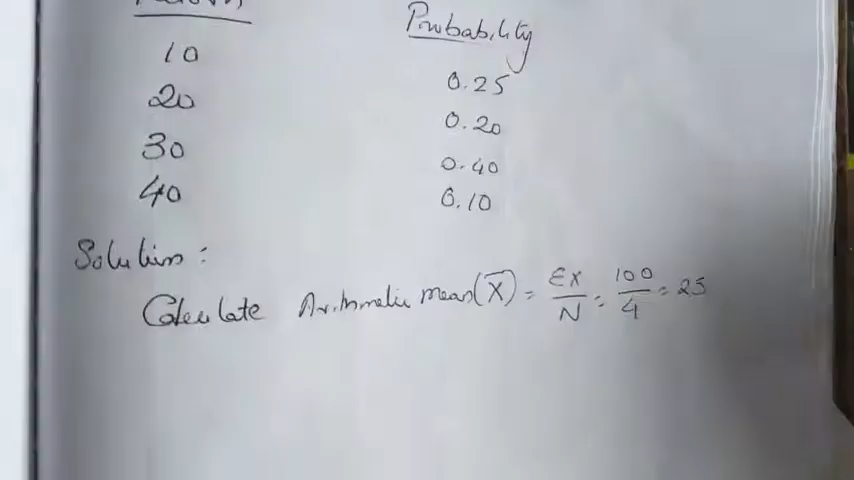 Probability
10 0.25
20 0.20
30 0.40
40 0.10
Solution:
Calculate Arithmetic mean (X̅) = ΣX/N = 100/4 = 25